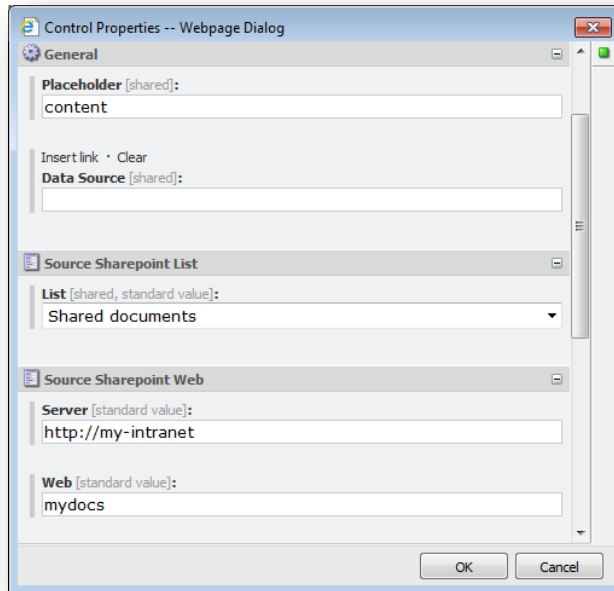 Control Properties -- Webpage Dialog
General
Placeholder [shared]:
content
Insert link · Clear
Data Source [shared]:
Source Sharepoint List
List [shared, standard value]:
Shared documents
Source Sharepoint Web
Server [standard value]:
http://my-intranet
Web [standard value]:
mydocs
OK Cancel